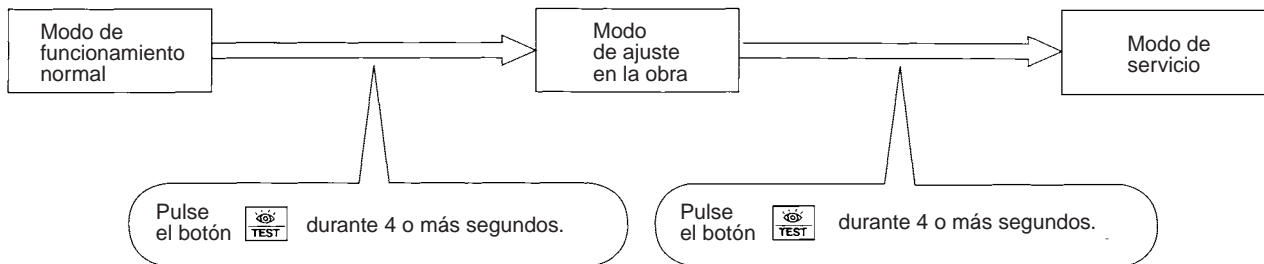 Modo de
funcionamiento
normal
Modo
de ajuste
en la obra
Modo de
servicio
Pulse
el botón TEST durante 4 o más segundos.
Pulse
el botón TEST durante 4 o más segundos.